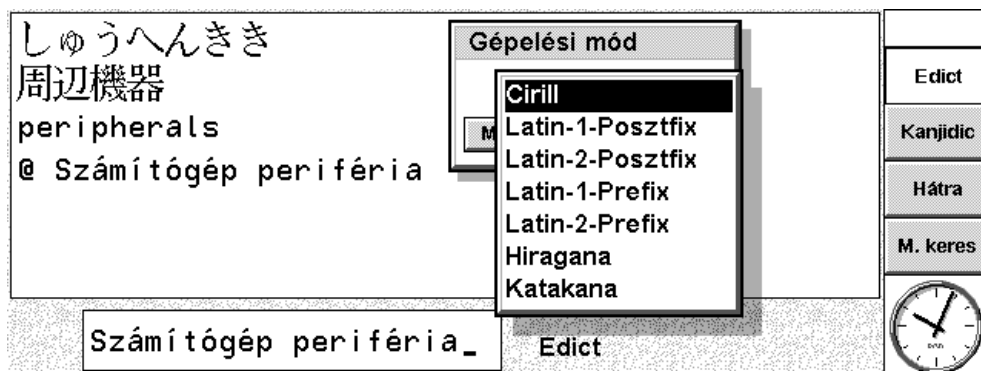 しゅうへんきき
周辺機器
peripherals
@ Számítógép periféria
Gépelési mód
M
Cirill
Latin-1-Posztfix
Latin-2-Posztfix
Latin-1-Prefix
Latin-2-Prefix
Hiragana
Katakana
Edict
Kanjidic
Hátra
M. keres
Számítógép periféria_
Edict